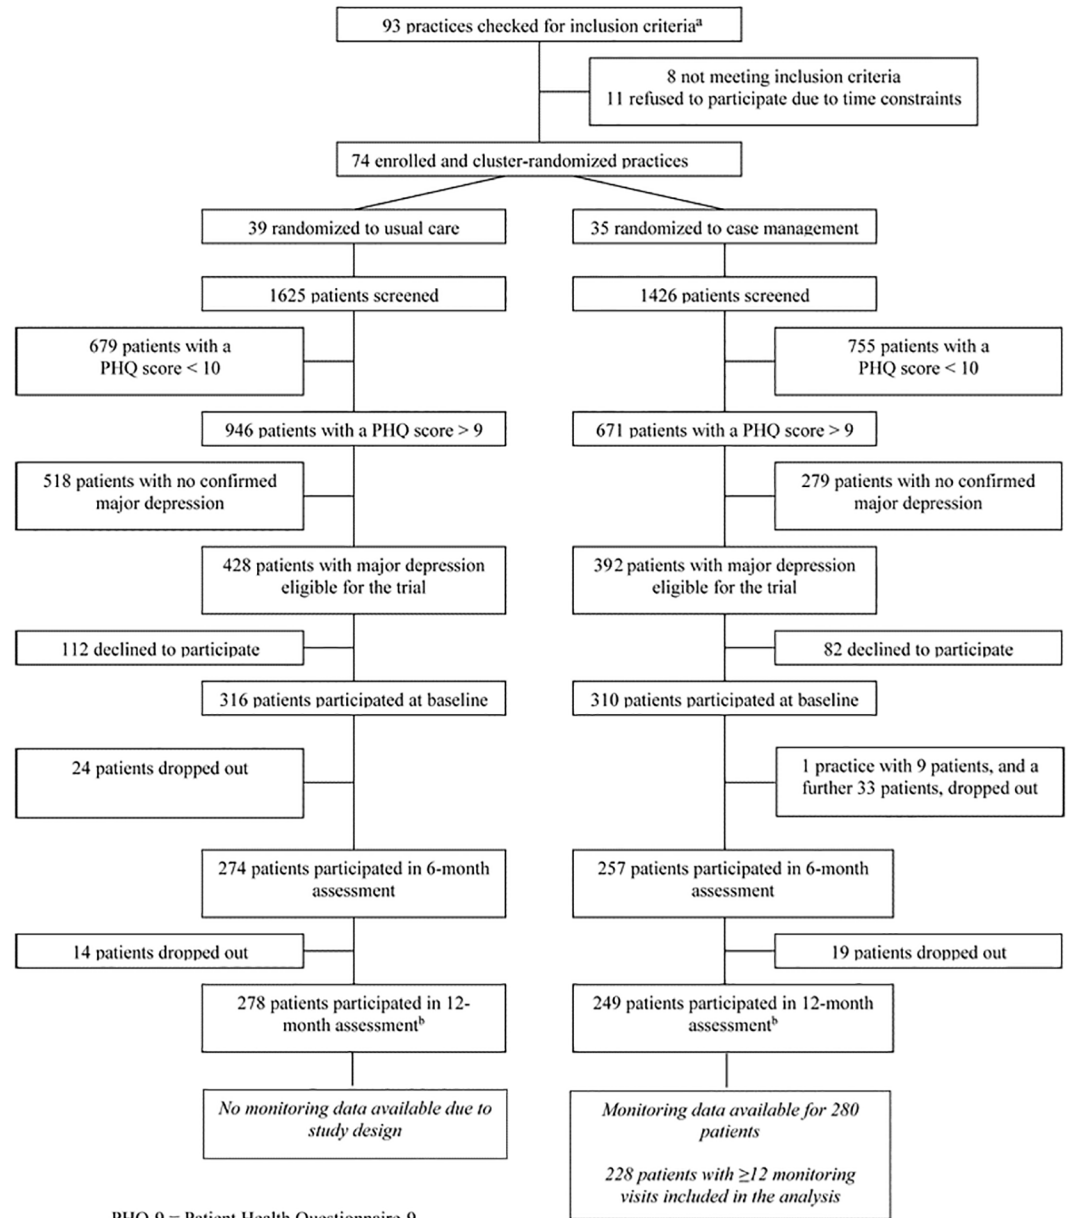 93 practices checked for inclusion criteriaᵃ
8 not meeting inclusion criteria
11 refused to participate due to time constraints
74 enrolled and cluster-randomized practices
39 randomized to usual care
35 randomized to case management
1625 patients screened
1426 patients screened
679 patients with a
PHQ score < 10
755 patients with a
PHQ score < 10
946 patients with a PHQ score > 9
671 patients with a PHQ score > 9
518 patients with no confirmed
major depression
279 patients with no confirmed
major depression
428 patients with major depression
eligible for the trial
392 patients with major depression
eligible for the trial
112 declined to participate
82 declined to participate
316 patients participated at baseline
310 patients participated at baseline
24 patients dropped out
1 practice with 9 patients, and a
further 33 patients, dropped out
274 patients participated in 6-month
assessment
257 patients participated in 6-month
assessment
14 patients dropped out
19 patients dropped out
278 patients participated in 12-
month assessmentᵇ
249 patients participated in 12-month
assessmentᵇ
No monitoring data available due to
study design
Monitoring data available for 280
patients
228 patients with ≥12 monitoring
visits included in the analysis
PHQ-9 = Patient Health Questionnaire-9